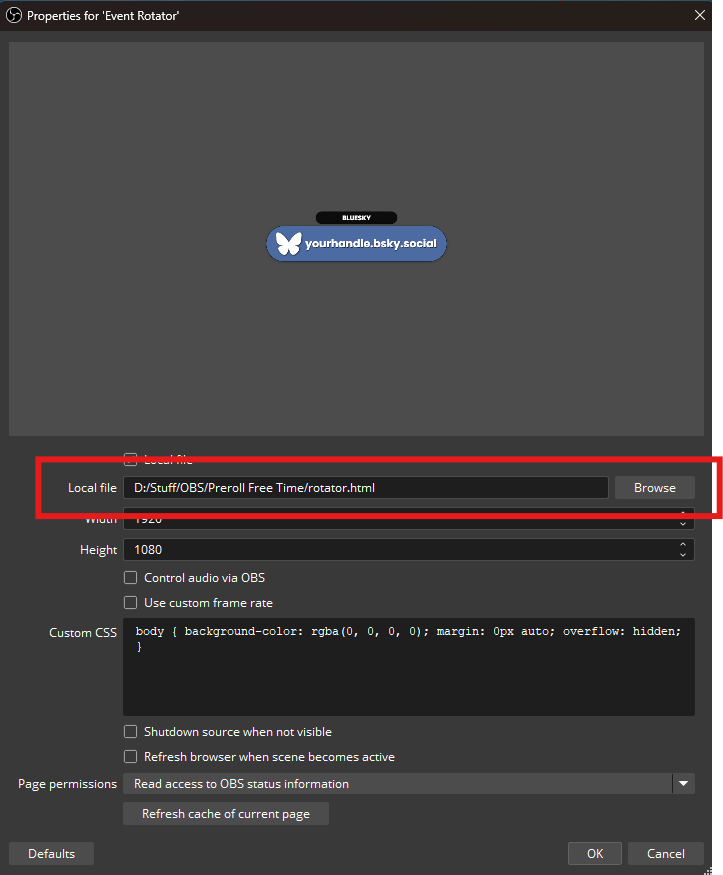 Properties for 'Event Rotator'
BLUESKY
yourhandle.bsky.social
Local file
Local file D:/Stuff/OBS/Preroll Free Time/rotator.html Browse
Width 1920
Height 1080
Control audio via OBS
Use custom frame rate
Custom CSS body { background-color: rgba(0, 0, 0, 0); margin: 0px auto; overflow: hidden;
}
Shutdown source when not visible
Refresh browser when scene becomes active
Page permissions Read access to OBS status information
Refresh cache of current page
Defaults OK Cancel